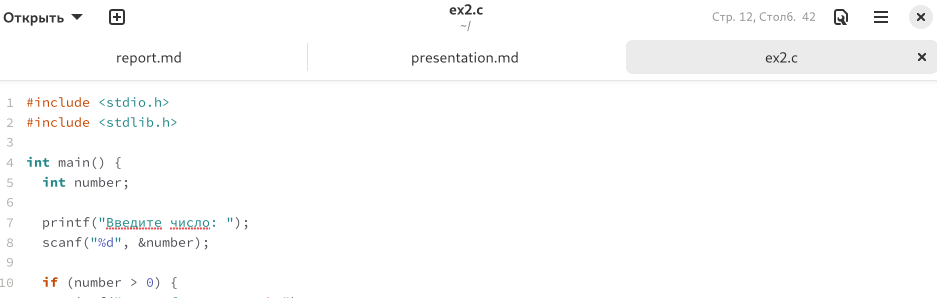 Открыть
ex2.c
~/
Стр. 12, Столб. 42
report.md
presentation.md
ex2.c
1 #include <stdio.h>
2 #include <stdlib.h>
3
4 int main() {
5 int number;
6
7 printf("Введите число: ");
8 scanf("%d", &number);
9
10 if (number > 0) {